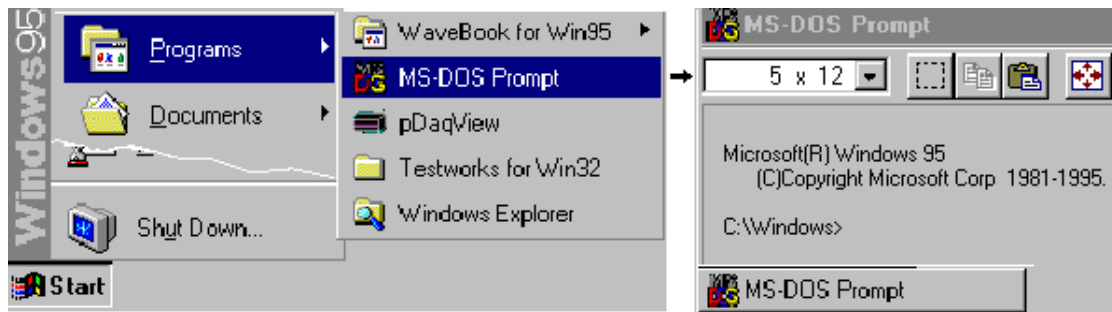 Windows95
Programs
Documents
Shut Down...
Start
WaveBook for Win95
MS-DOS Prompt
pDaqView
Testworks for Win32
Windows Explorer
MS-DOS Prompt
5 x 12
Microsoft(R) Windows 95
(C)Copyright Microsoft Corp 1981-1995.
C:\Windows>
MS-DOS Prompt